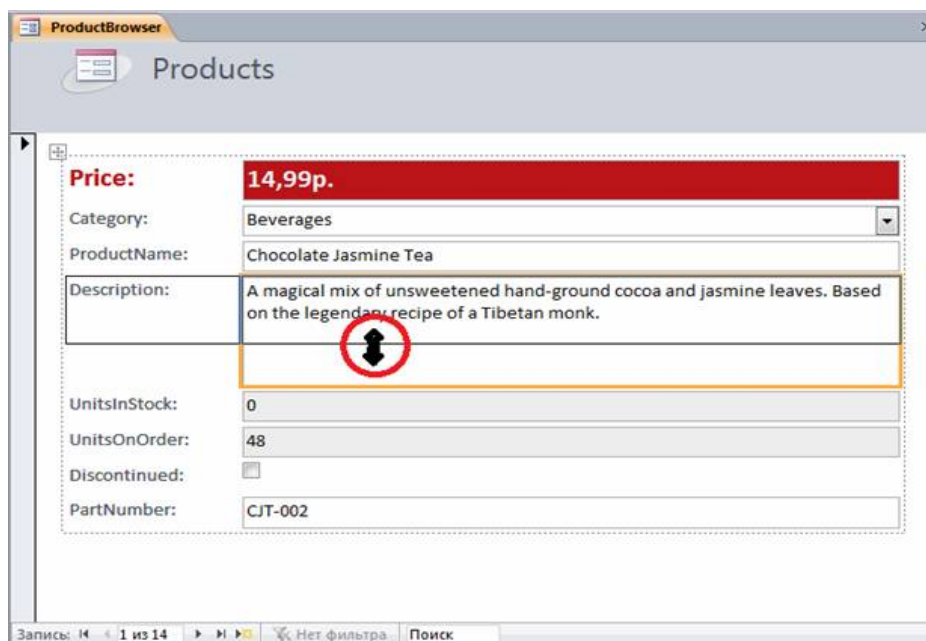 ProductBrowser
Products
Price: 14,99р.
Category: Beverages
ProductName: Chocolate Jasmine Tea
Description: A magical mix of unsweetened hand-ground cocoa and jasmine leaves. Based
on the legendary recipe of a Tibetan monk.
UnitsInStock: 0
UnitsOnOrder: 48
Discontinued:
PartNumber: CJT-002
Запись: 1 из 14 Нет фильтра Поиск